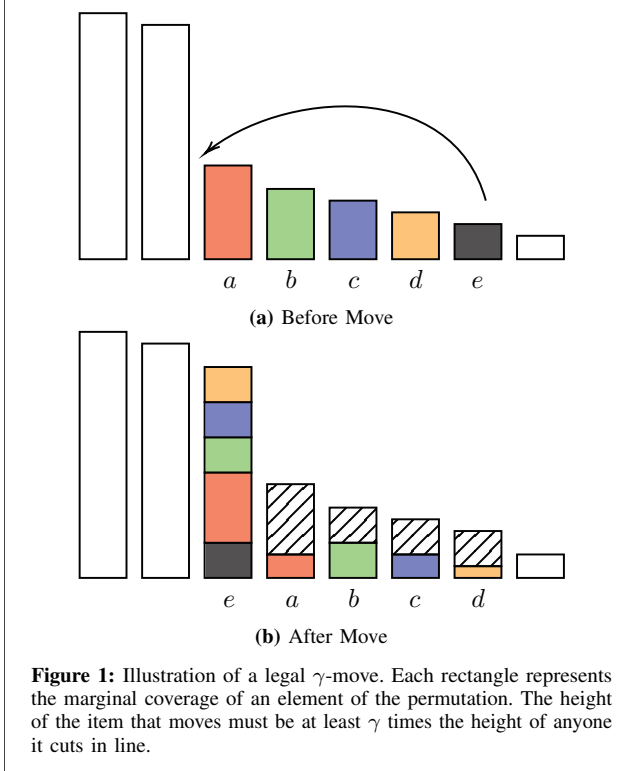 a b c d e
(a) Before Move
e a b c d
(b) After Move
Figure 1: Illustration of a legal γ-move. Each rectangle represents
the marginal coverage of an element of the permutation. The height
of the item that moves must be at least γ times the height of anyone
it cuts in line.